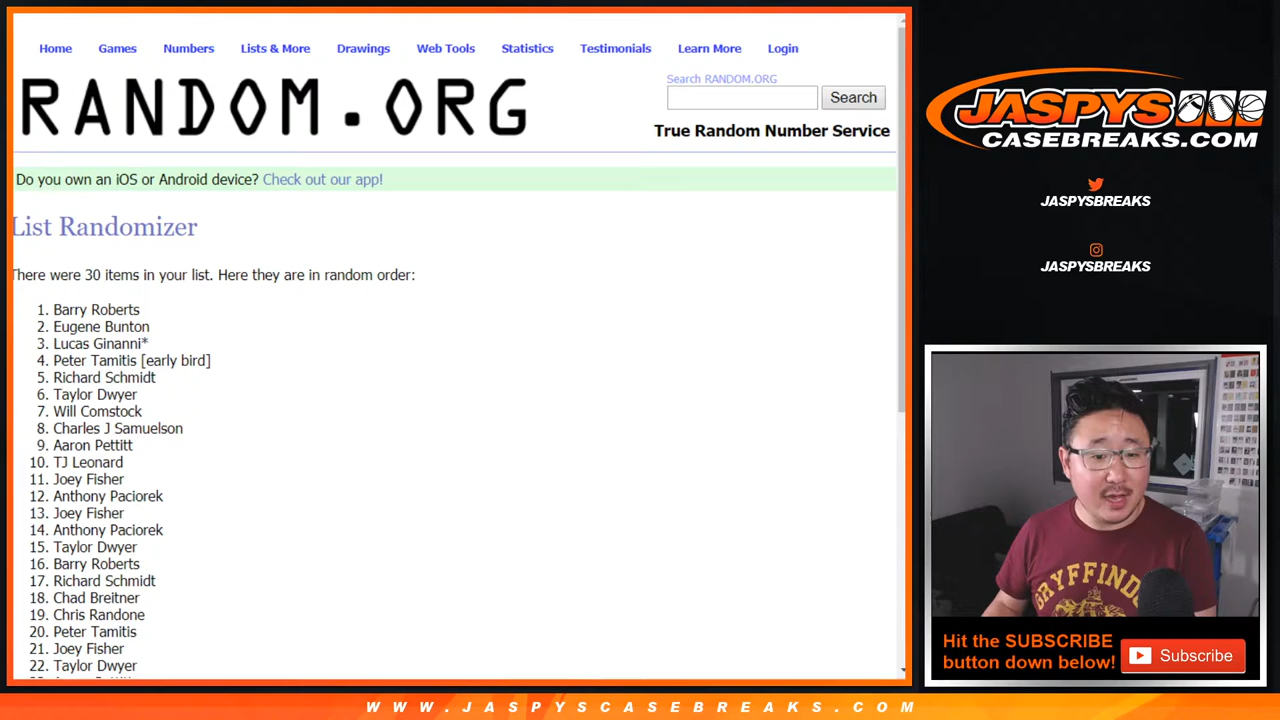 Home Games Numbers Lists & More Drawings Web Tools Statistics Testimonials Learn More Login
RANDOM.ORG
Search RANDOM.ORG
Search
True Random Number Service
Do you own an iOS or Android device? Check out our app!
List Randomizer
There were 30 items in your list. Here they are in random order:
1. Barry Roberts
2. Eugene Bunton
3. Lucas Ginanni*
4. Peter Tamitis [early bird]
5. Richard Schmidt
6. Taylor Dwyer
7. Will Comstock
8. Charles J Samuelson
9. Aaron Pettitt
10. TJ Leonard
11. Joey Fisher
12. Anthony Paciorek
13. Joey Fisher
14. Anthony Paciorek
15. Taylor Dwyer
16. Barry Roberts
17. Richard Schmidt
18. Chad Breitner
19. Chris Randone
20. Peter Tamitis
21. Joey Fisher
22. Taylor Dwyer
JASPYS
CASEBREAKS.COM
JASPYSBREAKS
JASPYSBREAKS
GRYFFINDO
Hit the SUBSCRIBE
button down below!
Subscribe
WWW.JASPYSCASEBREAKS.COM